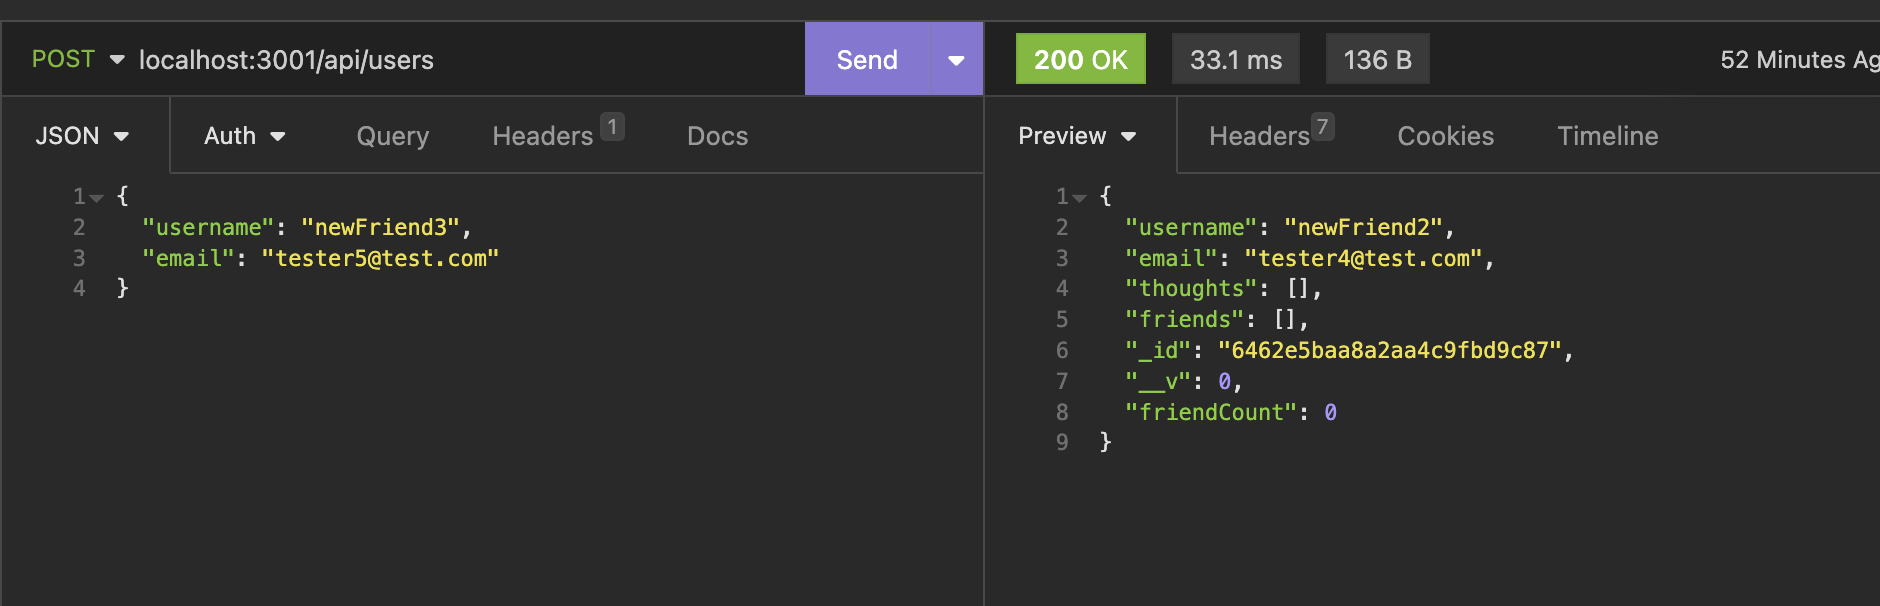 POST localhost:3001/api/users Send 200 OK 33.1 ms 136 B 52 Minutes Ag
JSON Auth Query Headers 1 Docs
1 {
2 "username": "newFriend3",
3 "email": "tester5@test.com"
4 }
Preview Headers 7 Cookies Timeline
1 {
2 "username": "newFriend2",
3 "email": "tester4@test.com",
4 "thoughts": [],
5 "friends": [],
6 "_id": "6462e5baa8a2aa4c9fbd9c87",
7 "__v": 0,
8 "friendCount": 0
9 }